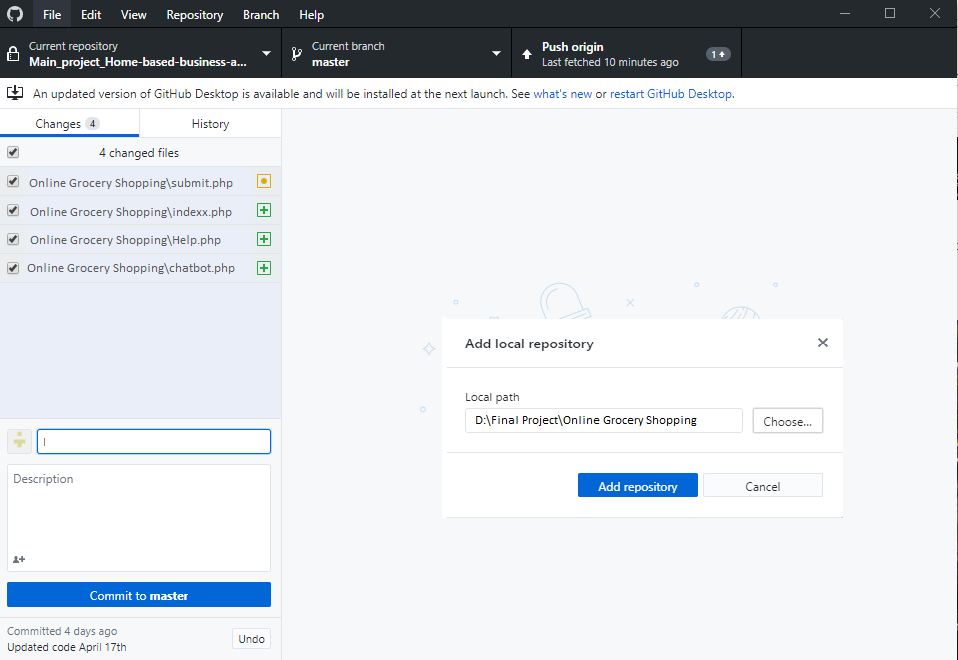 File Edit View Repository Branch Help
Current repository
Main_project_Home-based-business-a...
Current branch
master
Push origin
Last fetched 10 minutes ago
1
An updated version of GitHub Desktop is available and will be installed at the next launch. See what's new or restart GitHub Desktop.
Changes 4
History
4 changed files
Online Grocery Shopping\submit.php
Online Grocery Shopping\indexx.php
Online Grocery Shopping\Help.php
Online Grocery Shopping\chatbot.php
Description
Commit to master
Committed 4 days ago
Updated code April 17th
Undo
Add local repository
Local path
D:\Final Project\Online Grocery Shopping
Choose...
Add repository
Cancel